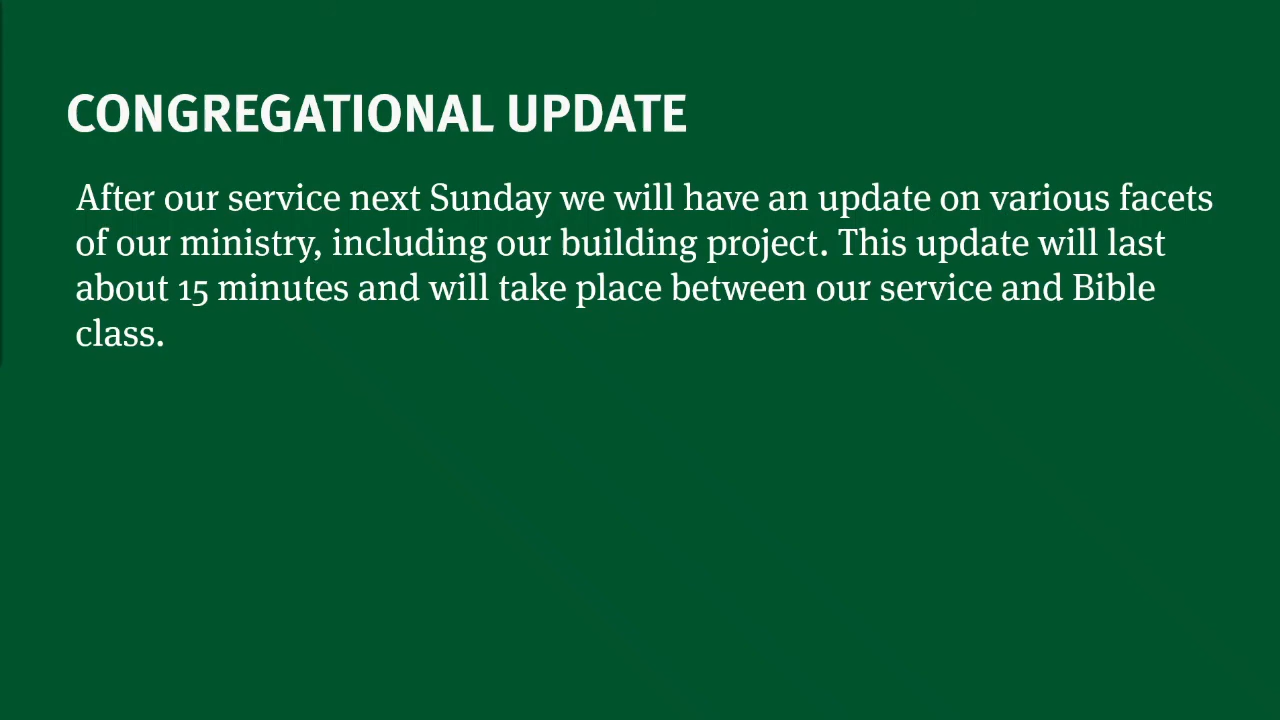 CONGREGATIONAL UPDATE
After our service next Sunday we will have an update on various facets
of our ministry, including our building project. This update will last
about 15 minutes and will take place between our service and Bible
class.